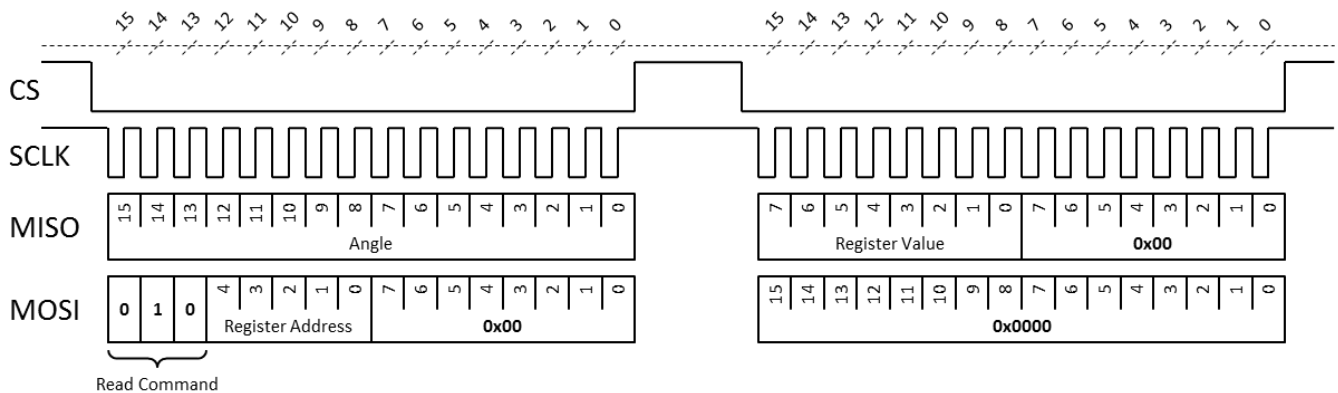 15 14 13 12 11 10 9 8 7 6 5 4 3 2 1 0 15 14 13 12 11 10 9 8 7 6 5 4 3 2 1 0
CS
SCLK
MISO 15 14 13 12 11 10 9 8 7 6 5 4 3 2 1 0 7 6 5 4 3 2 1 0 7 6 5 4 3 2 1 0
Angle Register Value 0x00
MOSI 0 1 0 4 3 2 1 0 7 6 5 4 3 2 1 0 15 14 13 12 11 10 9 8 7 6 5 4 3 2 1 0
Register Address 0x00 0x0000
Read Command